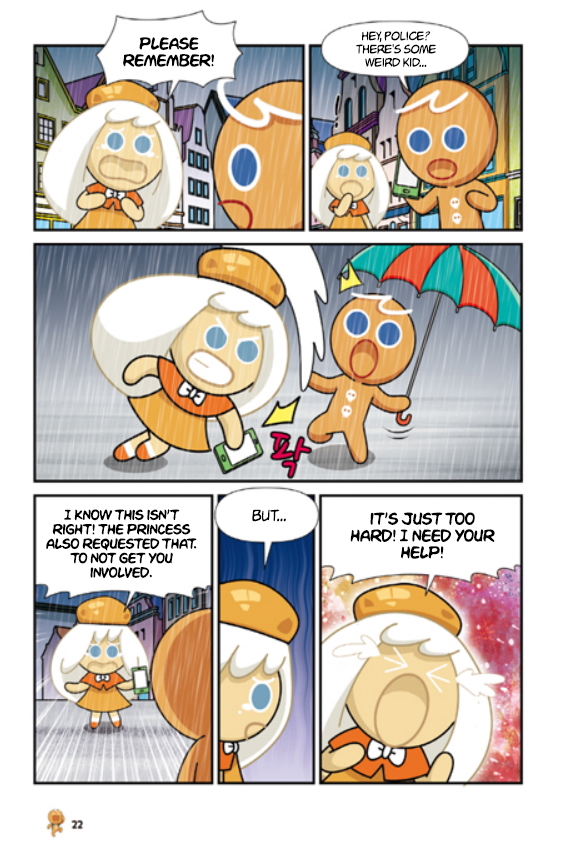 PLEASE
REMEMBER!
HEY, POLICE?
THERE'S SOME
WEIRD KID...
팍
I KNOW THIS ISN'T
RIGHT! THE PRINCESS
ALSO REQUESTED THAT.
TO NOT GET YOU
INVOLVED.
BUT...
IT'S JUST TOO
HARD! I NEED YOUR
HELP!
22